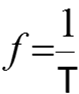 f = 1/T